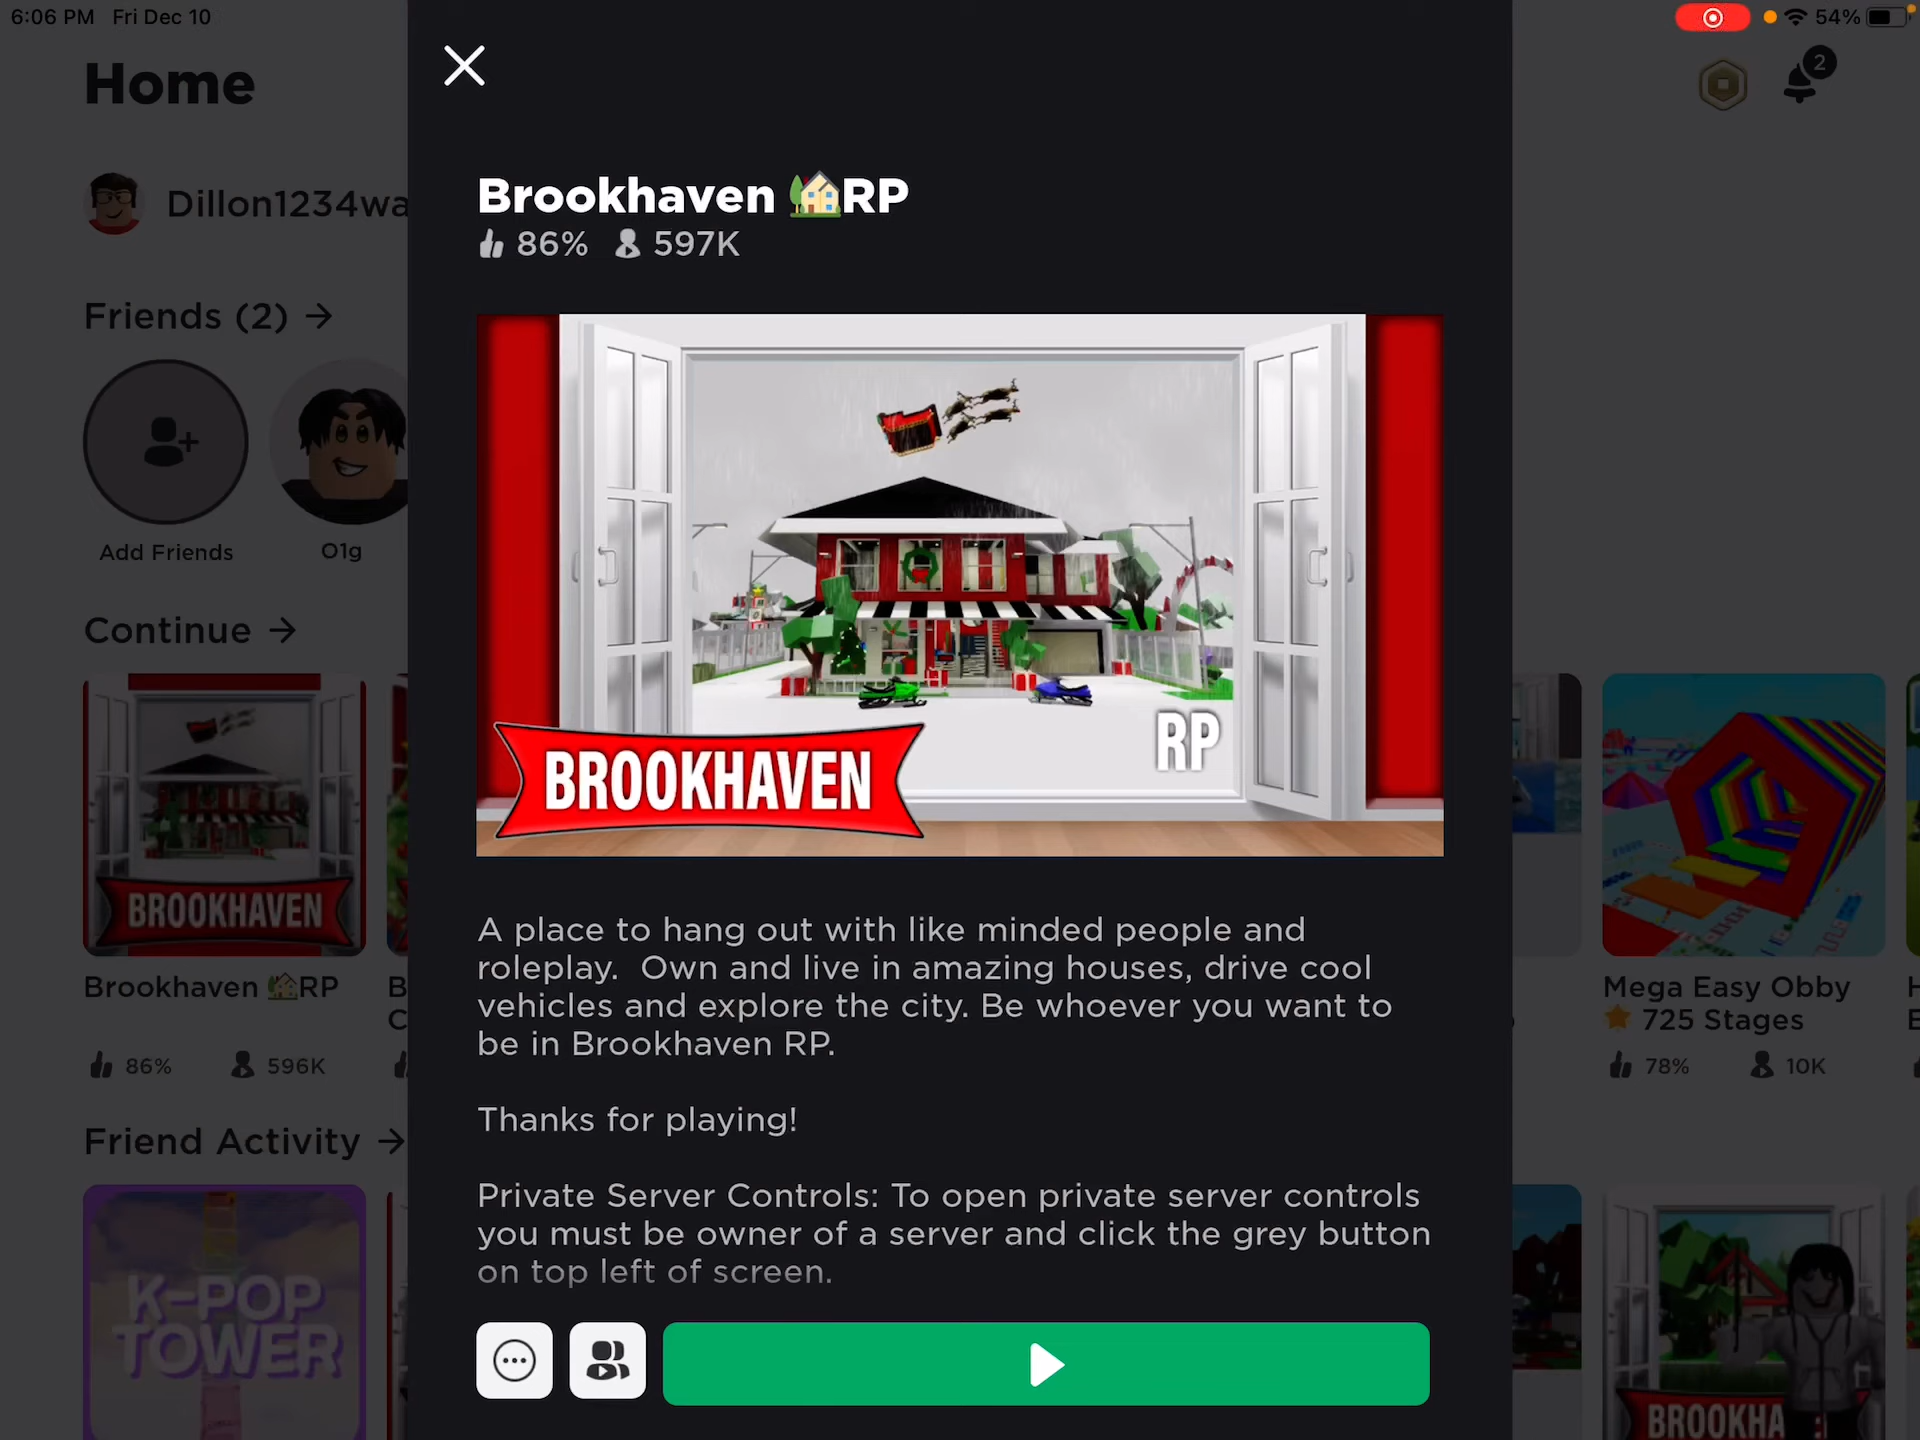 6:06 PM Fri Dec 10
54%
Home
2
Dillon1234wa
Friends (2) →
Add Friends
O1g
Continue →
BROOKHAVEN
Brookhaven 🏡RP
86% 596K
Friend Activity →
K-POP
TOWER
Brookhaven 🏡RP
86% 597K
BROOKHAVEN
RP
A place to hang out with like minded people and
roleplay. Own and live in amazing houses, drive cool
vehicles and explore the city. Be whoever you want to
be in Brookhaven RP.
Thanks for playing!
Private Server Controls: To open private server controls
you must be owner of a server and click the grey button
on top left of screen.
Mega Easy Obby
⭐ 725 Stages
78% 10K
BROOKHA